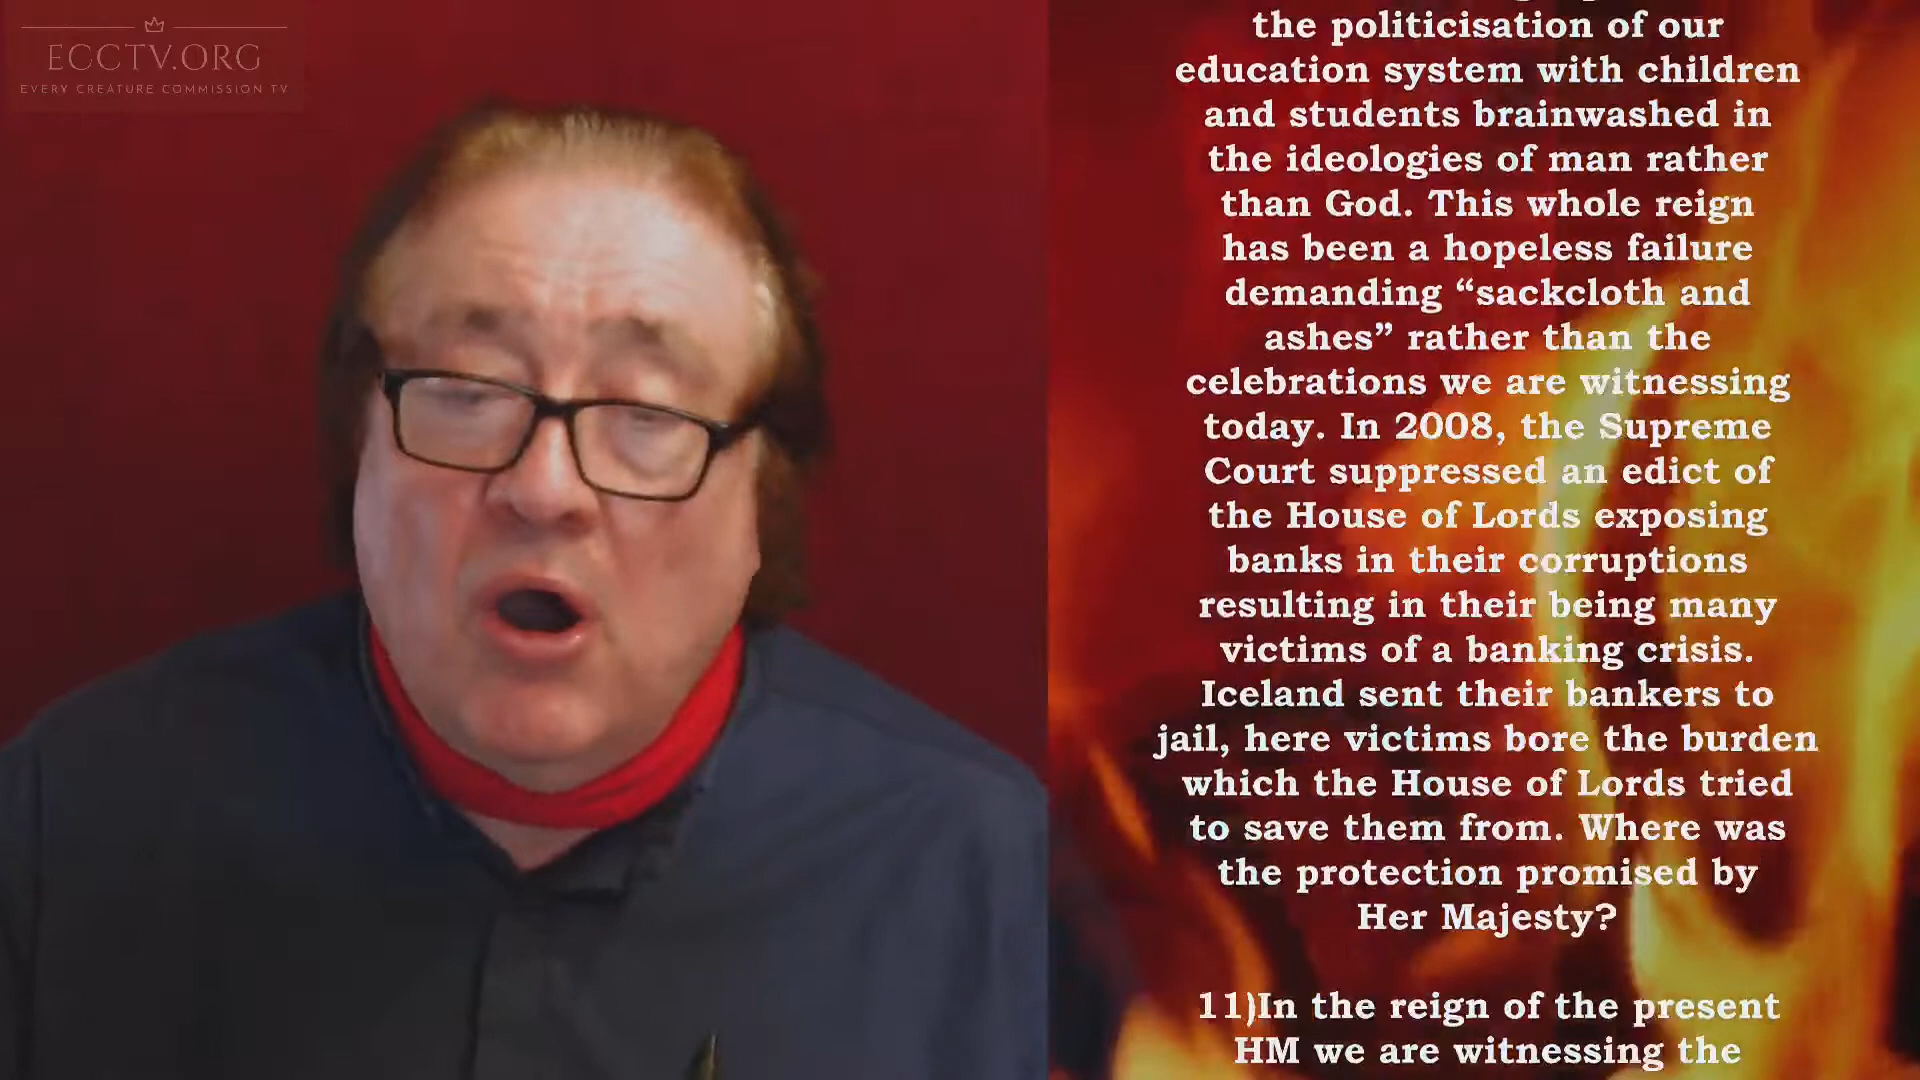 ECCTV.ORG
EVERY CREATURE COMMISSION TV
the politicisation of our
education system with children
and students brainwashed in
the ideologies of man rather
than God. This whole reign
has been a hopeless failure
demanding “sackcloth and
ashes” rather than the
celebrations we are witnessing
today. In 2008, the Supreme
Court suppressed an edict of
the House of Lords exposing
banks in their corruptions
resulting in their being many
victims of a banking crisis.
Iceland sent their bankers to
jail, here victims bore the burden
which the House of Lords tried
to save them from. Where was
the protection promised by
Her Majesty?
11)In the reign of the present
HM we are witnessing the